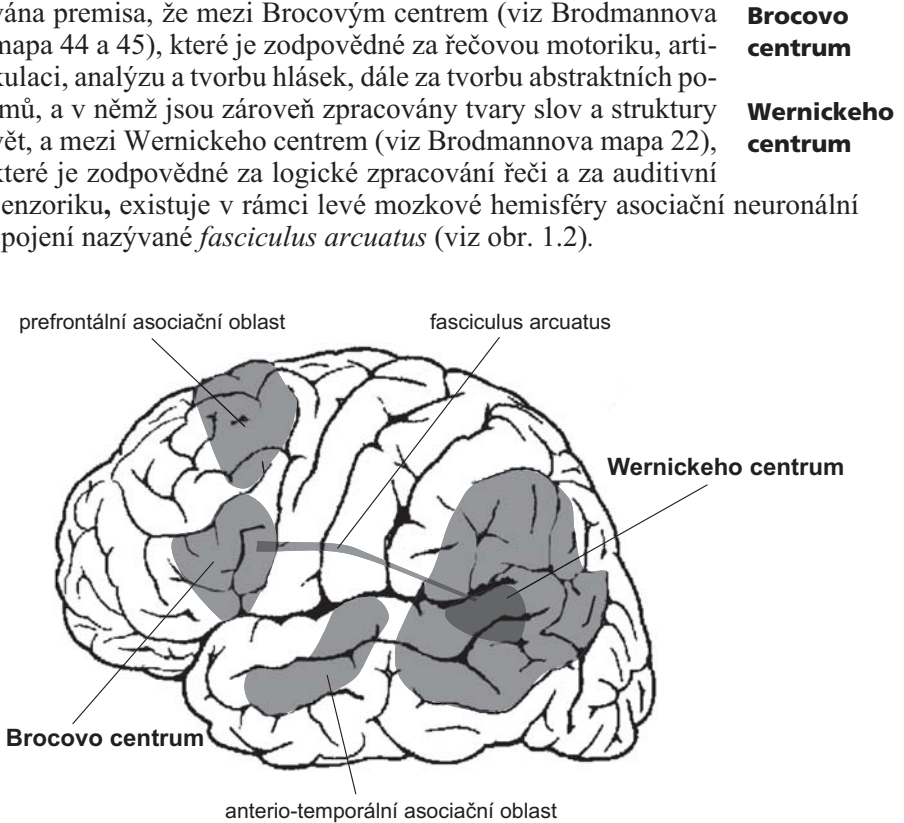 vána premisa, že mezi Brocovým centrem (viz Brodmannova
mapa 44 a 45), které je zodpovědné za řečovou motoriku, arti-
kulaci, analýzu a tvorbu hlásek, dále za tvorbu abstraktních po-
jmů, a v němž jsou zároveň zpracovány tvary slov a struktury
vět, a mezi Wernickeho centrem (viz Brodmannova mapa 22),
které je zodpovědné za logické zpracování řeči a za auditivní
senzoriku, existuje v rámci levé mozkové hemisféry asociační neuronální
spojení nazývané fasciculus arcuatus (viz obr. 1.2).
Brocovo
centrum
Wernickeho
centrum
prefrontální asociační oblast
fasciculus arcuatus
Wernickeho centrum
Brocovo centrum
anterio-temporální asociační oblast